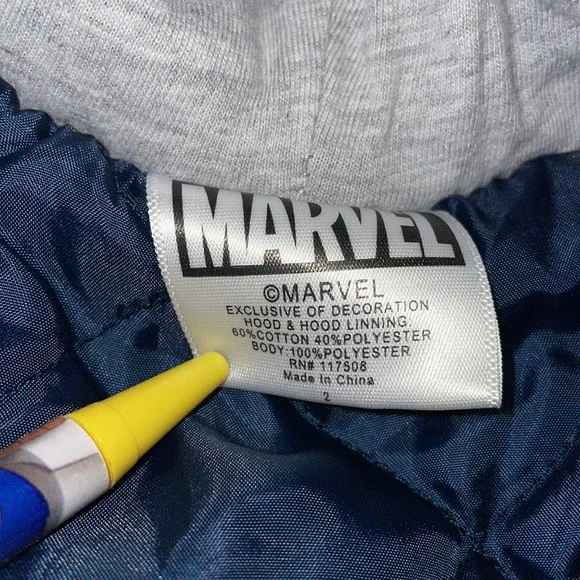 MARVEL
©MARVEL
EXCLUSIVE OF DECORATION
HOOD & HOOD LINNING,
60%COTTON 40%POLYESTER
BODY:100%POLYESTER
RN# 117508
Made in China
2